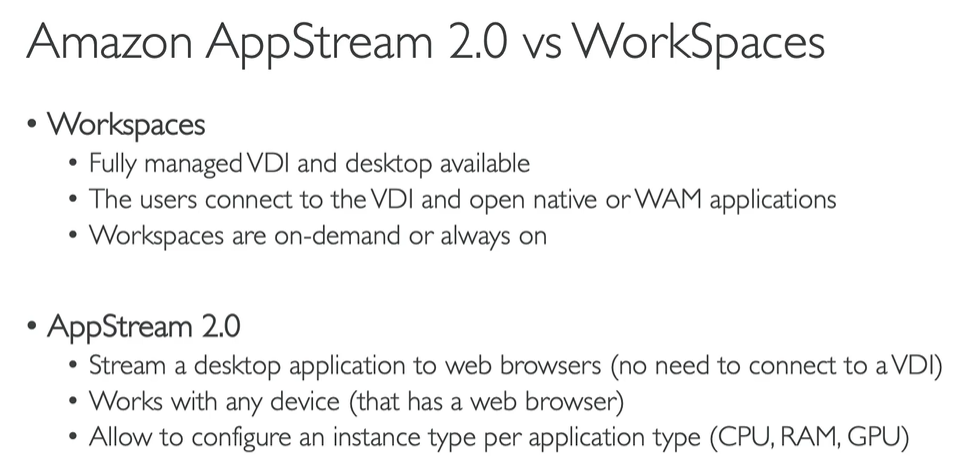 Amazon AppStream 2.0 vs WorkSpaces
• Workspaces
• Fully managed VDI and desktop available
• The users connect to the VDI and open native or WAM applications
• Workspaces are on-demand or always on
• AppStream 2.0
• Stream a desktop application to web browsers (no need to connect to a VDI)
• Works with any device (that has a web browser)
• Allow to configure an instance type per application type (CPU, RAM, GPU)